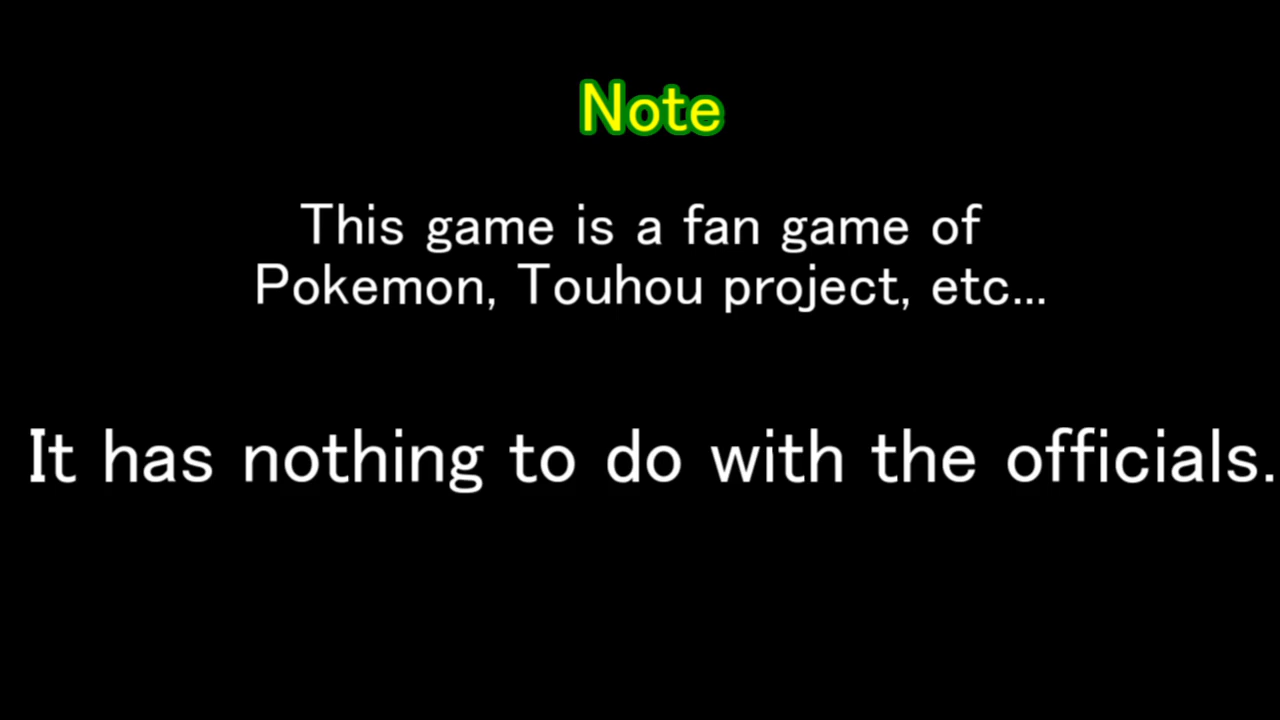 Note
This game is a fan game of
Pokemon, Touhou project, etc...
It has nothing to do with the officials.